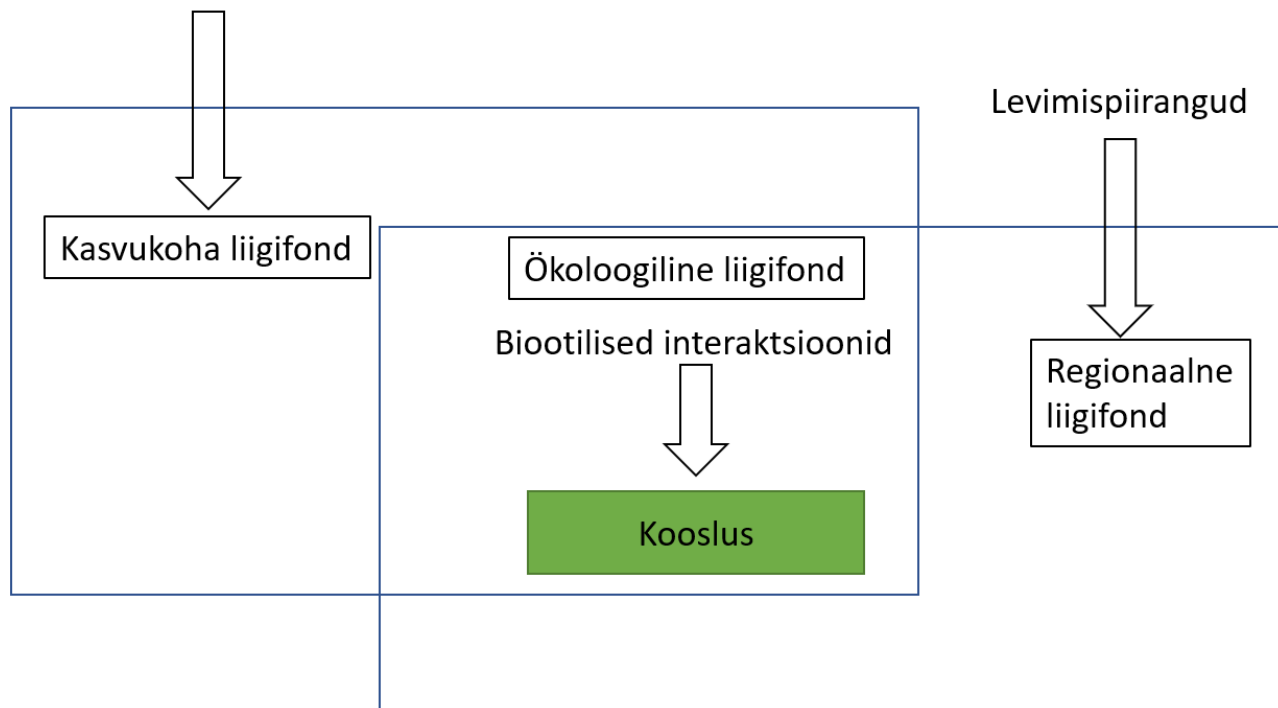 Levimispiirangud
Kasvukoha liigifond
Ökoloogiline liigifond
Biootilised interaktsioonid
Regionaalne
liigifond
Kooslus